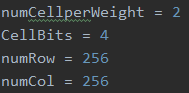 numCellperWeight = 2
CellBits = 4
numRow = 256
numCol = 256